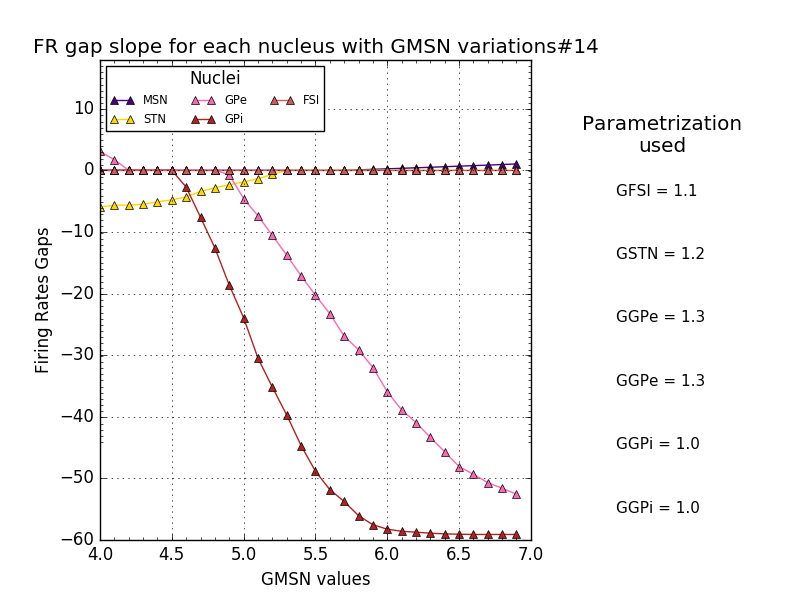 FR gap slope for each nucleus with GMSN variations#14
Nuclei
MSN GPe FSI
STN GPi
10
0
−10
−20
−30
−40
−50
−60
4.0 4.5 5.0 5.5 6.0 6.5 7.0
Firing Rates Gaps
GMSN values
Parametrization
used
GFSI = 1.1
GSTN = 1.2
GGPe = 1.3
GGPe = 1.3
GGPi = 1.0
GGPi = 1.0